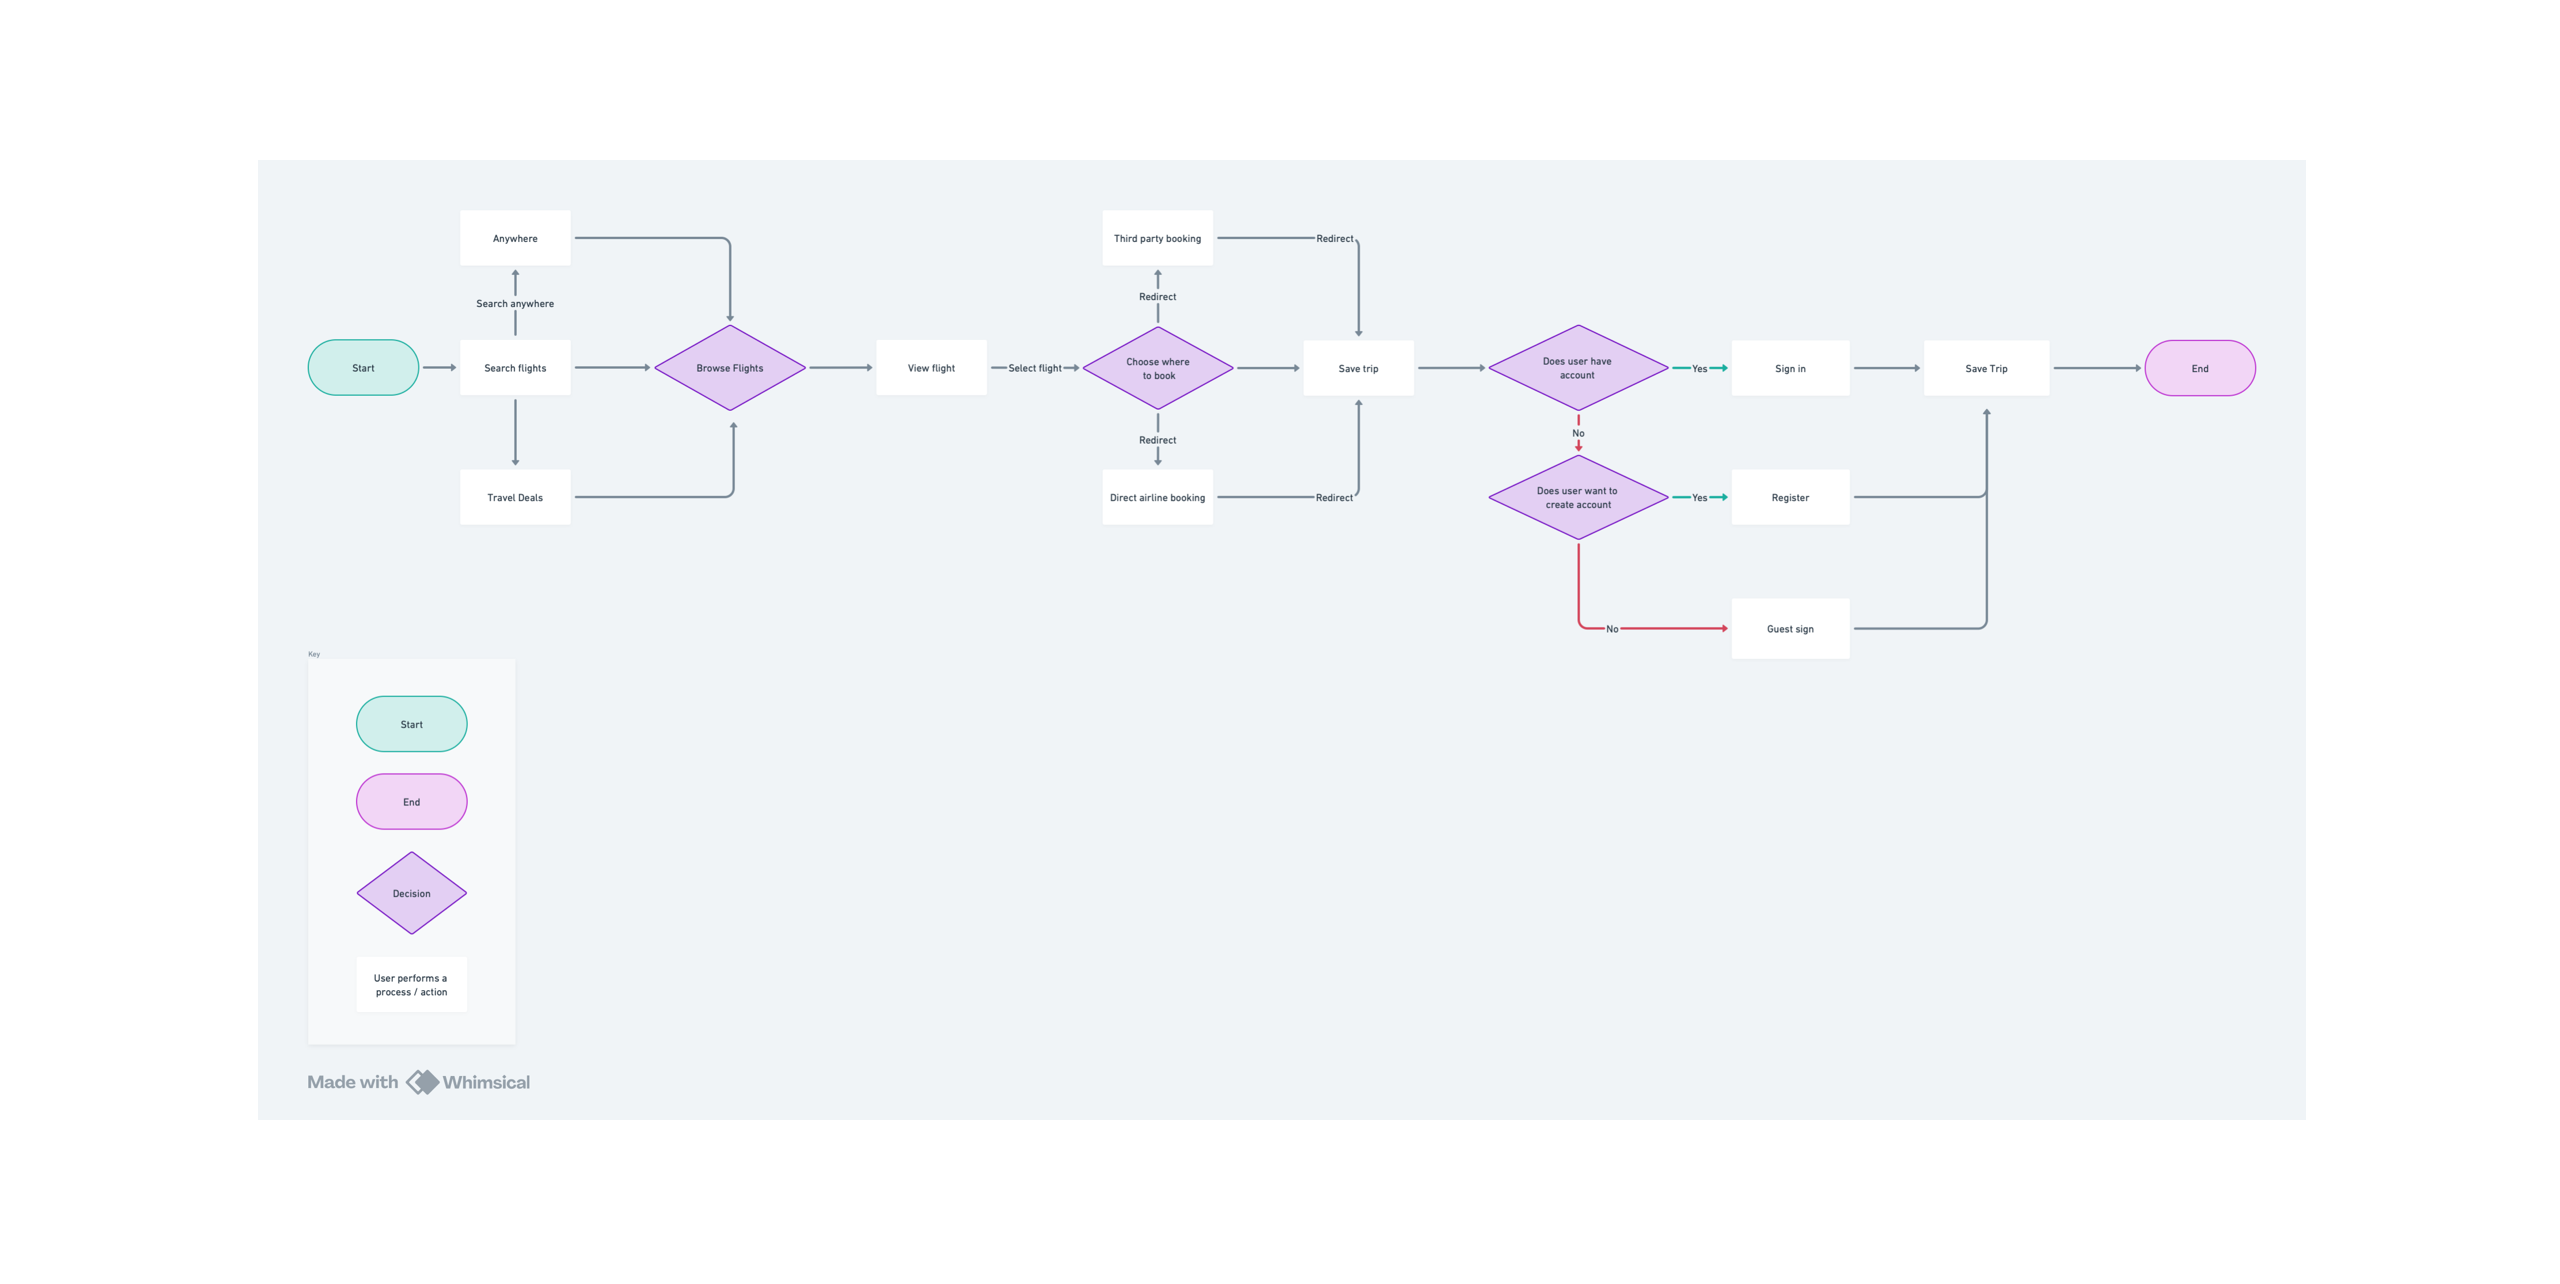 Anywhere
Search anywhere
Start
Search flights
Travel Deals
Browse Flights
View flight
Select flight
Third party booking
Redirect
Redirect
Choose where
to book
Redirect
Direct airline booking
Redirect
Save trip
Does user have
account
Yes
Sign in
Save Trip
End
No
Does user want to
create account
Yes
Register
No
Guest sign
Key
Start
End
Decision
User performs a
process / action
Made with Whimsical